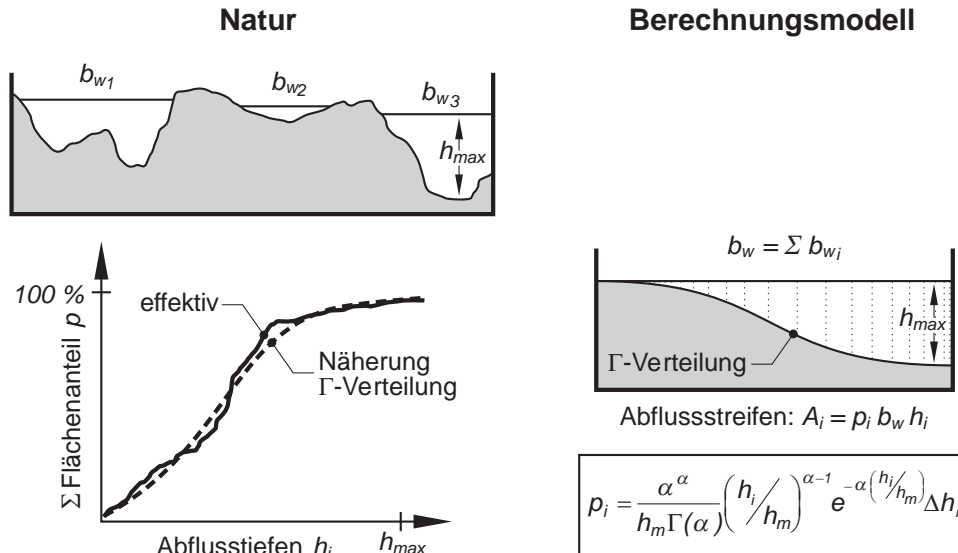 Natur
b_w1
b_w2
b_w3
h_max
100 %
Σ Flächenanteil p
effektiv
Näherung
Γ-Verteilung
Abflusstiefen h_i
h_max
Berechnungsmodell
b_w = Σ b_wi
h_max
Γ-Verteilung
Abflussstreifen: A_i = p_i b_w h_i
p_i = α^α / (h_m Γ(α)) (h_i/h_m)^(α-1) e^(-α(h_i/h_m)) Δh_i